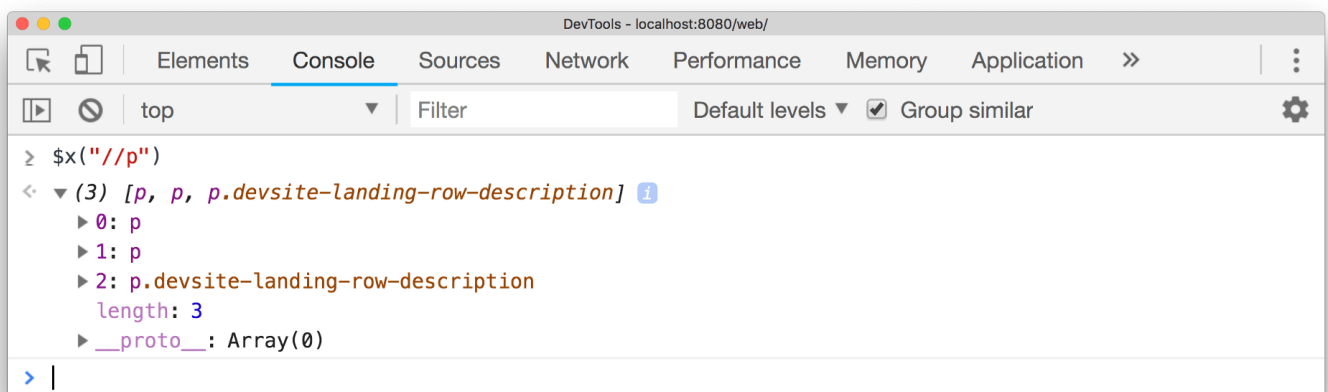 DevTools - localhost:8080/web/
Elements Console Sources Network Performance Memory Application »
top ▼ Filter Default levels ▼ Group similar
> $x("//p")
(3) [p, p, p.devsite-landing-row-description] i
0: p
1: p
2: p.devsite-landing-row-description
length: 3
__proto__: Array(0)
>